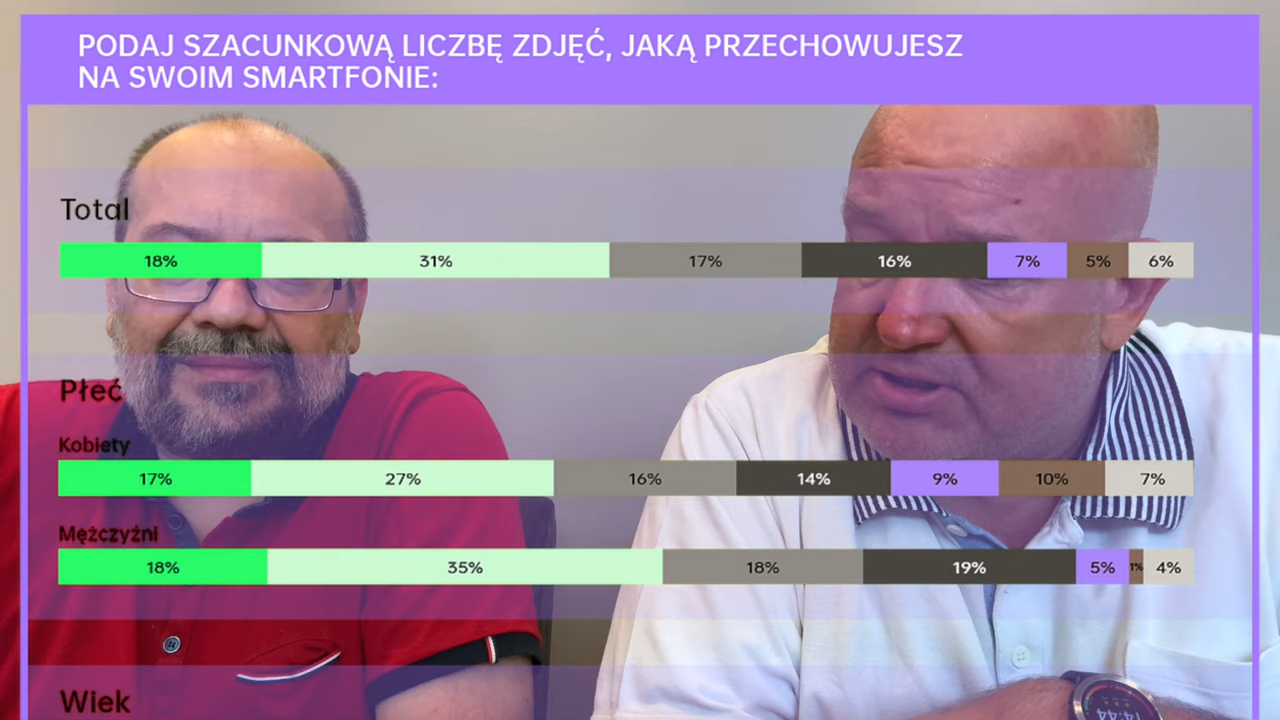 PODAJ SZACUNKOWĄ LICZBĘ ZDJĘĆ, JAKĄ PRZECHOWUJESZ
NA SWOIM SMARTFONIE:
Total
18% 31% 17% 16% 7% 5% 6%
Płeć
Kobiety
17% 27% 16% 14% 9% 10% 7%
Mężczyźni
18% 35% 18% 19% 5% 1% 4%
Wiek